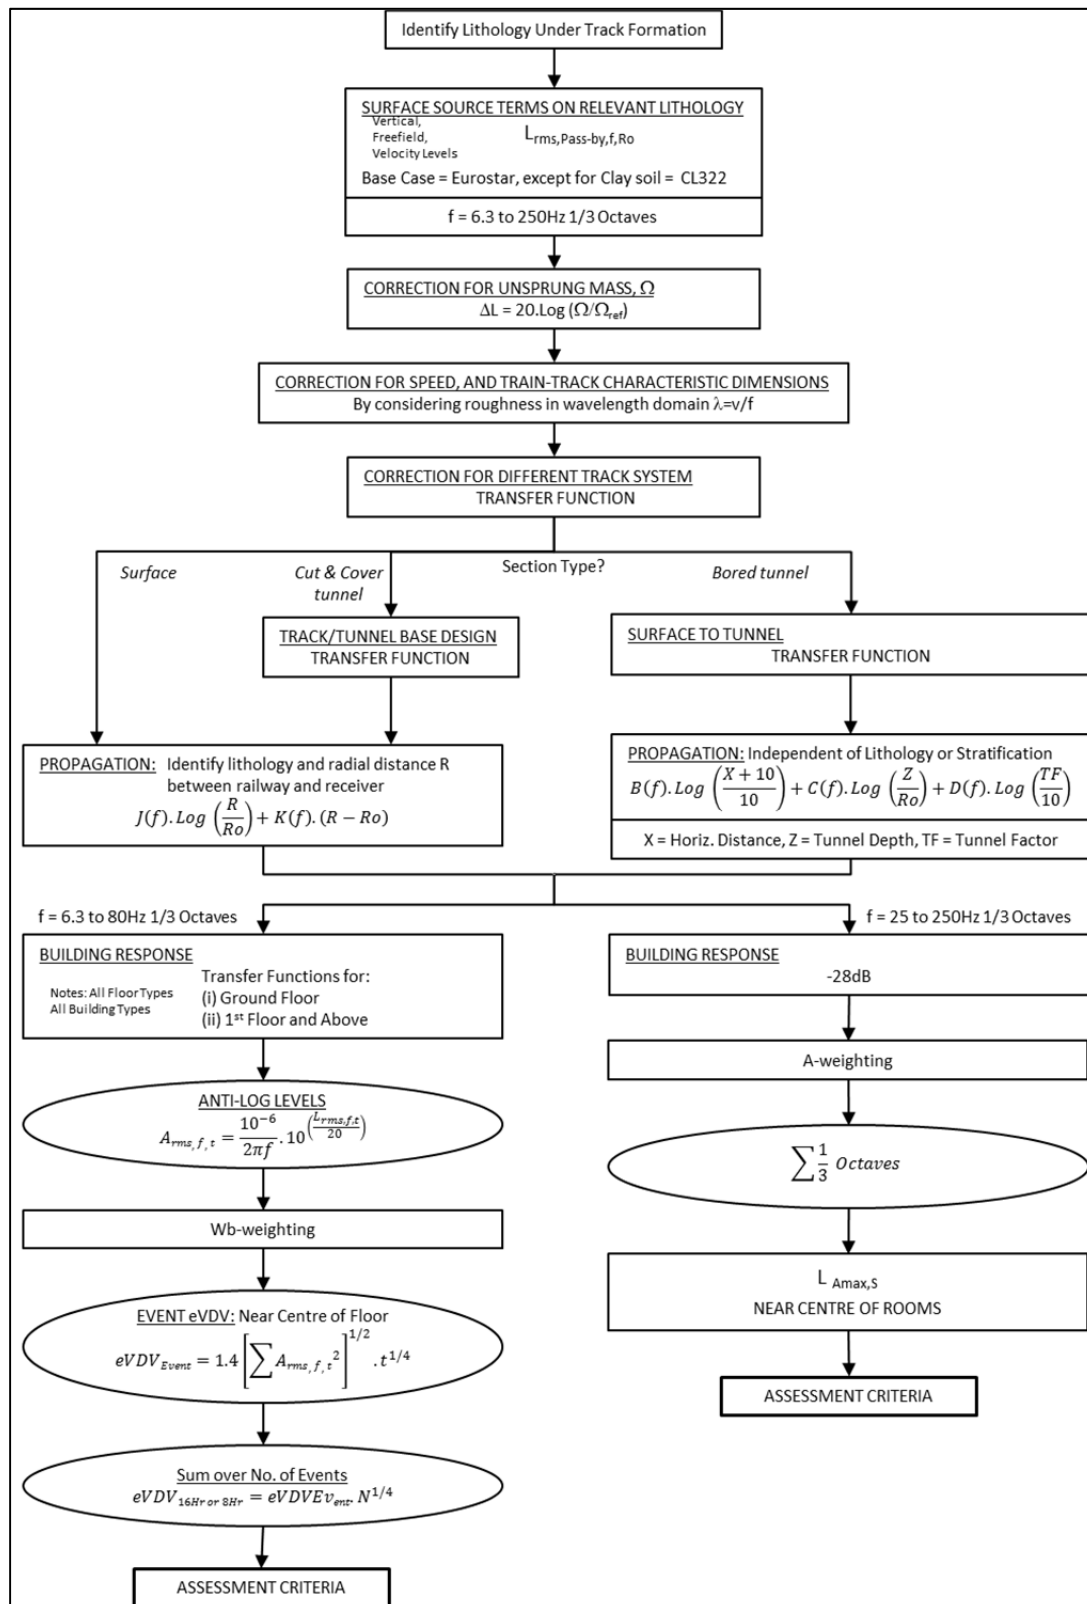 Identify Lithology Under Track Formation
SURFACE SOURCE TERMS ON RELEVANT LITHOLOGY
Vertical,
Freefield,
Velocity Levels
L_rms,Pass-by,f,Ro
Base Case = Eurostar, except for Clay soil = CL322
f = 6.3 to 250Hz 1/3 Octaves
CORRECTION FOR UNSPRUNG MASS, Ω
ΔL = 20.Log (Ω/Ω_ref)
CORRECTION FOR SPEED, AND TRAIN-TRACK CHARACTERISTIC DIMENSIONS
By considering roughness in wavelength domain λ=v/f
CORRECTION FOR DIFFERENT TRACK SYSTEM
TRANSFER FUNCTION
Section Type?
Surface
Cut & Cover
tunnel
Bored tunnel
TRACK/TUNNEL BASE DESIGN
TRANSFER FUNCTION
SURFACE TO TUNNEL
TRANSFER FUNCTION
PROPAGATION: Identify lithology and radial distance R
between railway and receiver
J(f).Log (R/Ro) + K(f).(R − Ro)
PROPAGATION: Independent of Lithology or Stratification
B(f).Log ((X + 10)/10) + C(f).Log (Z/Ro) + D(f).Log (TF/10)
X = Horiz. Distance, Z = Tunnel Depth, TF = Tunnel Factor
f = 6.3 to 80Hz 1/3 Octaves
f = 25 to 250Hz 1/3 Octaves
BUILDING RESPONSE
Notes: All Floor Types
All Building Types
Transfer Functions for:
(i) Ground Floor
(ii) 1st Floor and Above
ANTI-LOG LEVELS
A_rms,f,t = 10^−6/2πf . 10^(L_rms,f,t/20)
Wb-weighting
EVENT eVDV: Near Centre of Floor
eVDV_Event = 1.4 [∑ A_rms,f,t^2]^1/2 . t^1/4
Sum over No. of Events
eVDV_16Hr or 8Hr = eVDVEv_ent. N^1/4
ASSESSMENT CRITERIA
BUILDING RESPONSE
-28dB
A-weighting
∑ 1/3 Octaves
L_Amax,S
NEAR CENTRE OF ROOMS
ASSESSMENT CRITERIA